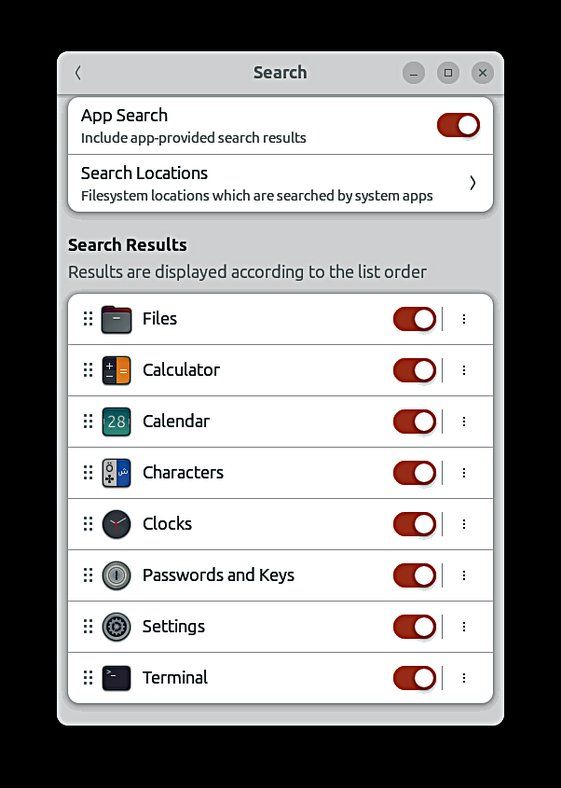 Search
App Search
Include app-provided search results
Search Locations
Filesystem locations which are searched by system apps
Search Results
Results are displayed according to the list order
Files
Calculator
28
Calendar
Characters
Clocks
Passwords and Keys
Settings
>_
Terminal